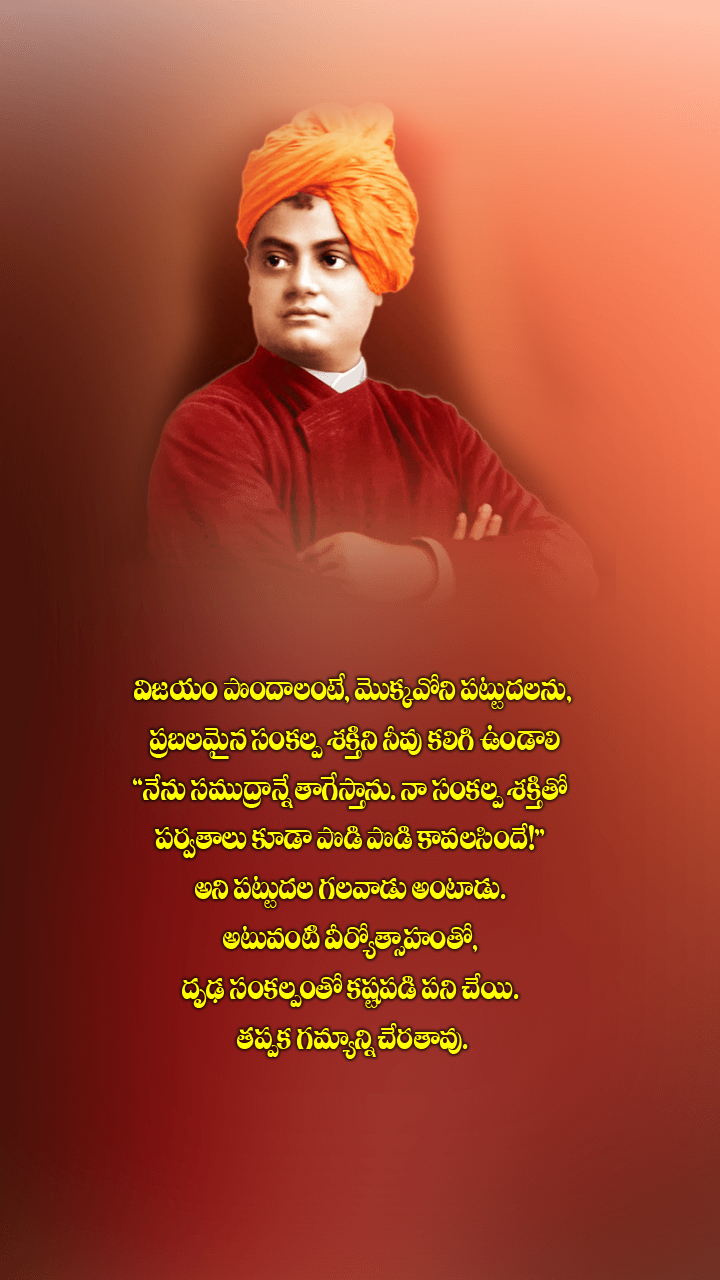 విజయం పొందాలంటే, మొక్కవోని పట్టుదలను,
ప్రబలమైన సంకల్ప శక్తిని నీవు కలిగి ఉండాలి
“నేను సముద్రాన్నే తాగేస్తాను. నా సంకల్ప శక్తితో
పర్వతాలు కూడా పొడి పొడి కావలసిందే!”
అని పట్టుదల గలవాడు అంటాడు.
అటువంటి వీర్యోత్సాహంతో,
దృఢ సంకల్పంతో కష్టపడి పని చేయి.
తప్పక గమ్యాన్ని చేరతావు.